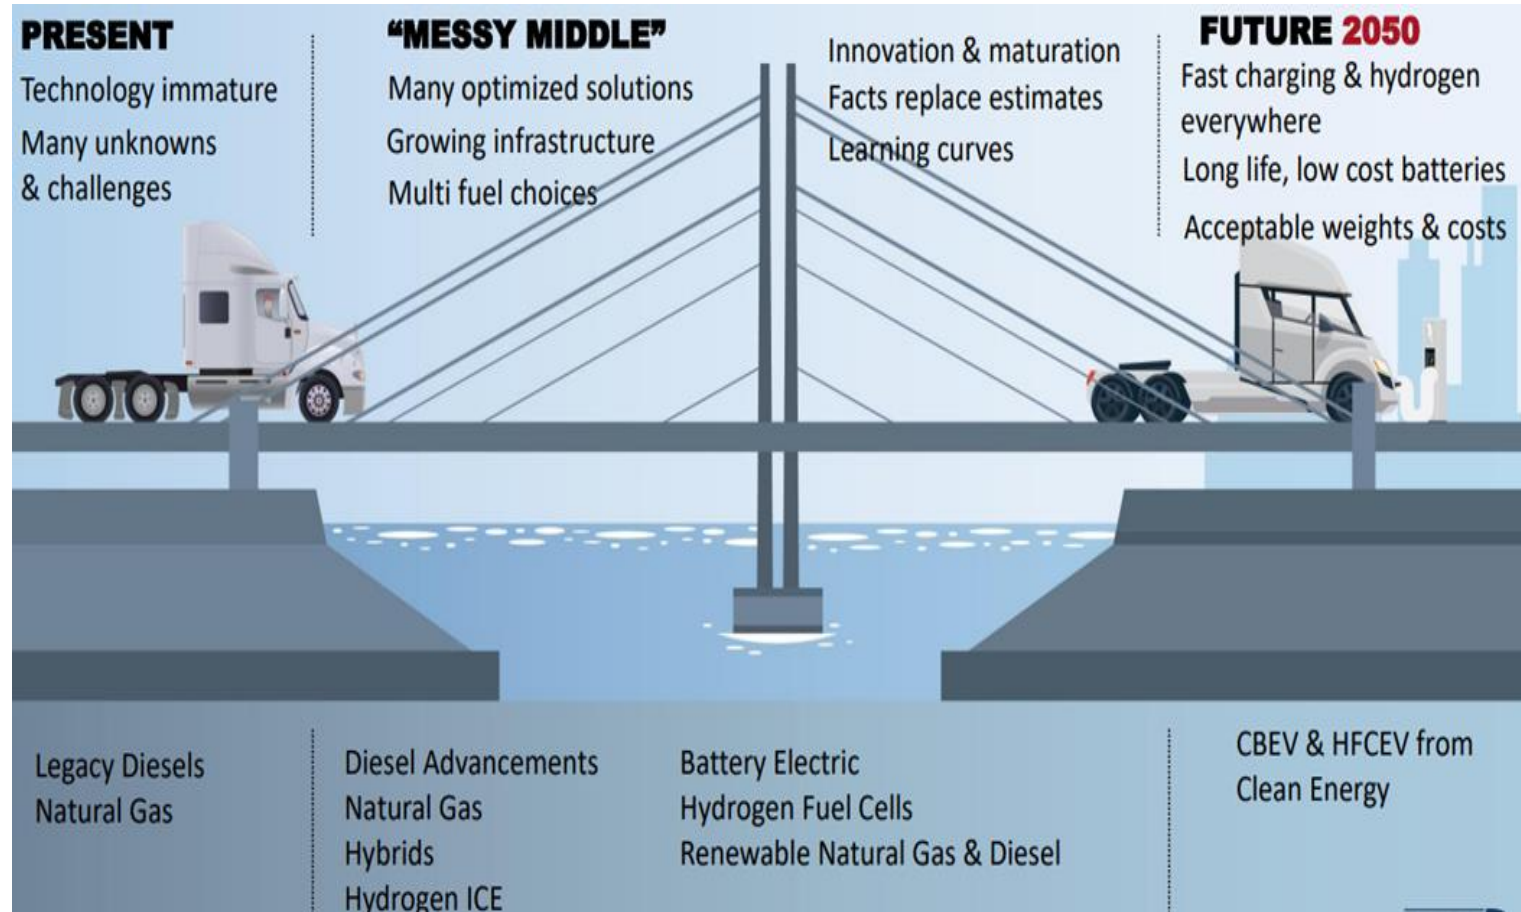 PRESENT
Technology immature
Many unknowns
& challenges
“MESSY MIDDLE”
Many optimized solutions
Growing infrastructure
Multi fuel choices
Innovation & maturation
Facts replace estimates
Learning curves
FUTURE 2050
Fast charging & hydrogen
everywhere
Long life, low cost batteries
Acceptable weights & costs
Legacy Diesels
Natural Gas
Diesel Advancements
Natural Gas
Hybrids
Hydrogen ICE
Battery Electric
Hydrogen Fuel Cells
Renewable Natural Gas & Diesel
CBEV & HFCEV from
Clean Energy